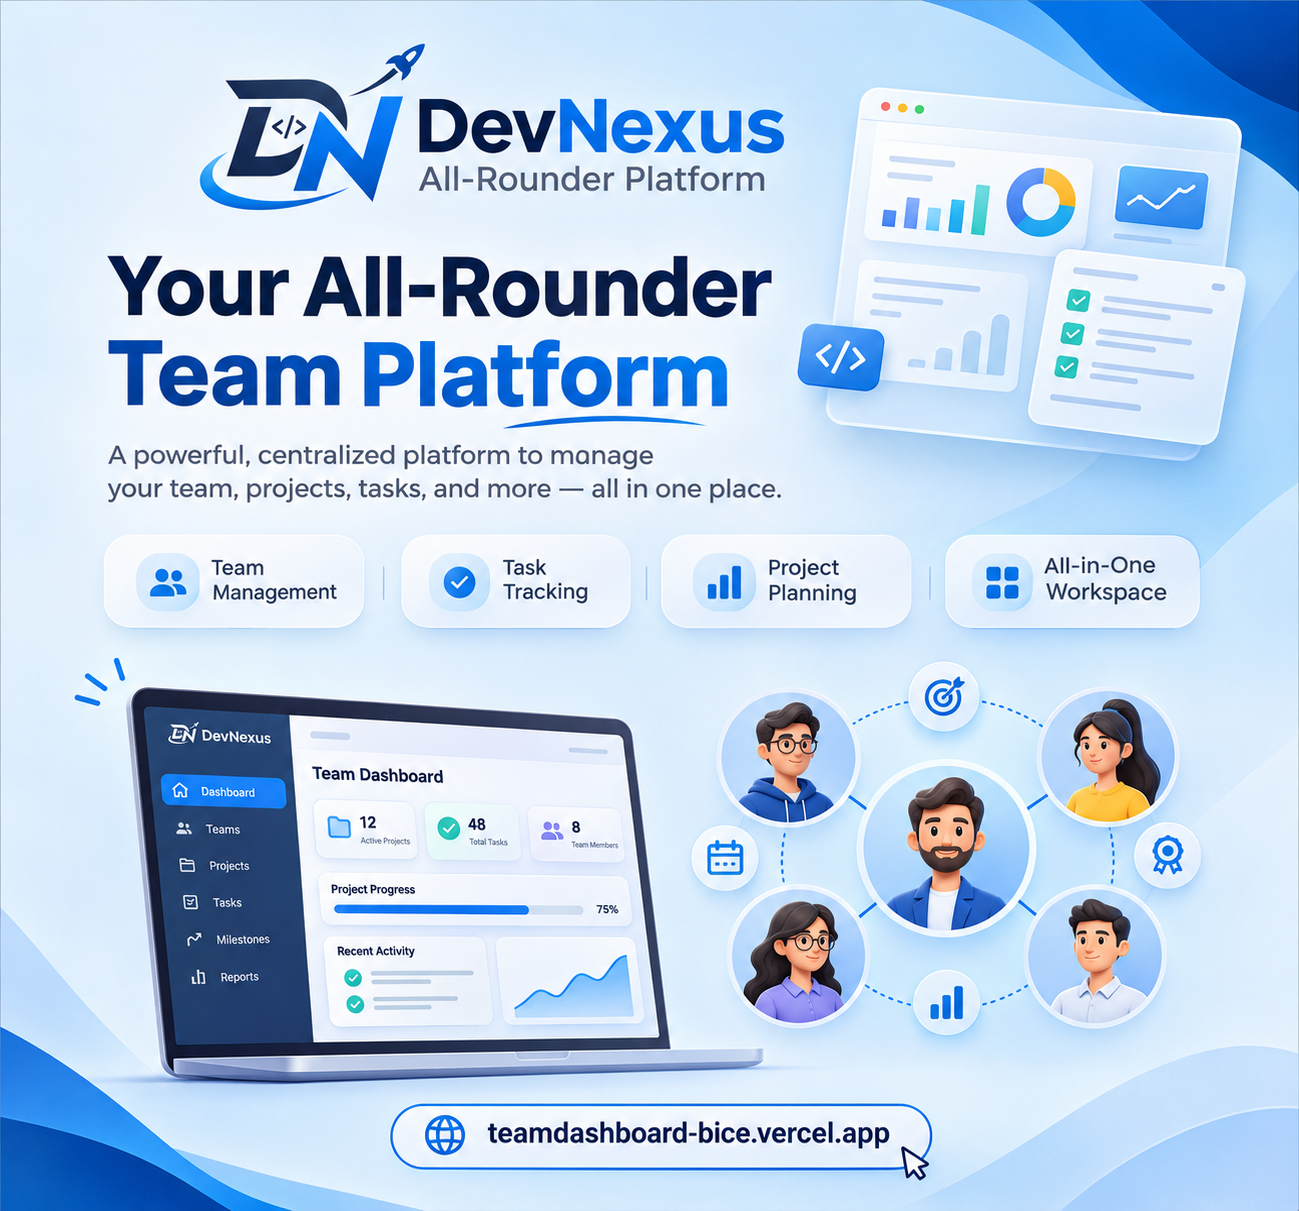 DN
</>
DevNexus
All-Rounder Platform
Your All-Rounder
Team Platform
A powerful, centralized platform to manage
your team, projects, tasks, and more — all in one place.
</>
Team
Management
Task
Tracking
Project
Planning
All-in-One
Workspace
DN DevNexus
Dashboard
Teams
Projects
Tasks
Milestones
Reports
Team Dashboard
12
Active Projects
48
Total Tasks
8
Team Members
Project Progress
75%
Recent Activity
teamdashboard-bice.vercel.app